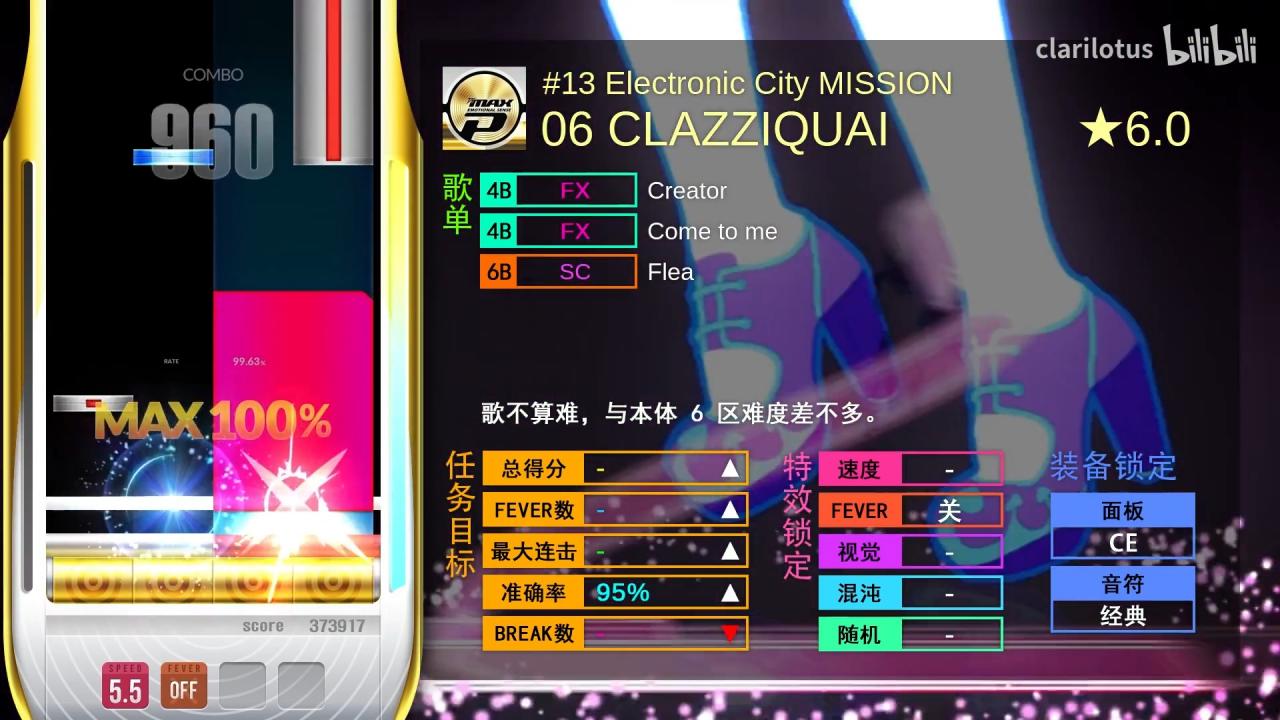 clarilotus bilibili
COMBO
960
#13 Electronic City MISSION
MAX
EMOTIONAL SENSE
P
06 CLAZZIQUAI
★6.0
歌单
4B FX Creator
4B FX Come to me
6B SC Flea
RATE 99.63%
MAX 100%
歌不算难，与本体 6 区难度差不多。
任务目标
总得分 - ▲
FEVER数 - ▲
最大连击 - ▲
准确率 95% ▲
BREAK数 - ▼
特效锁定
速度 -
FEVER 关
视觉 -
混沌 -
随机 -
装备锁定
面板
CE
音符
经典
score 373917
SPEED
5.5
FEVER
OFF